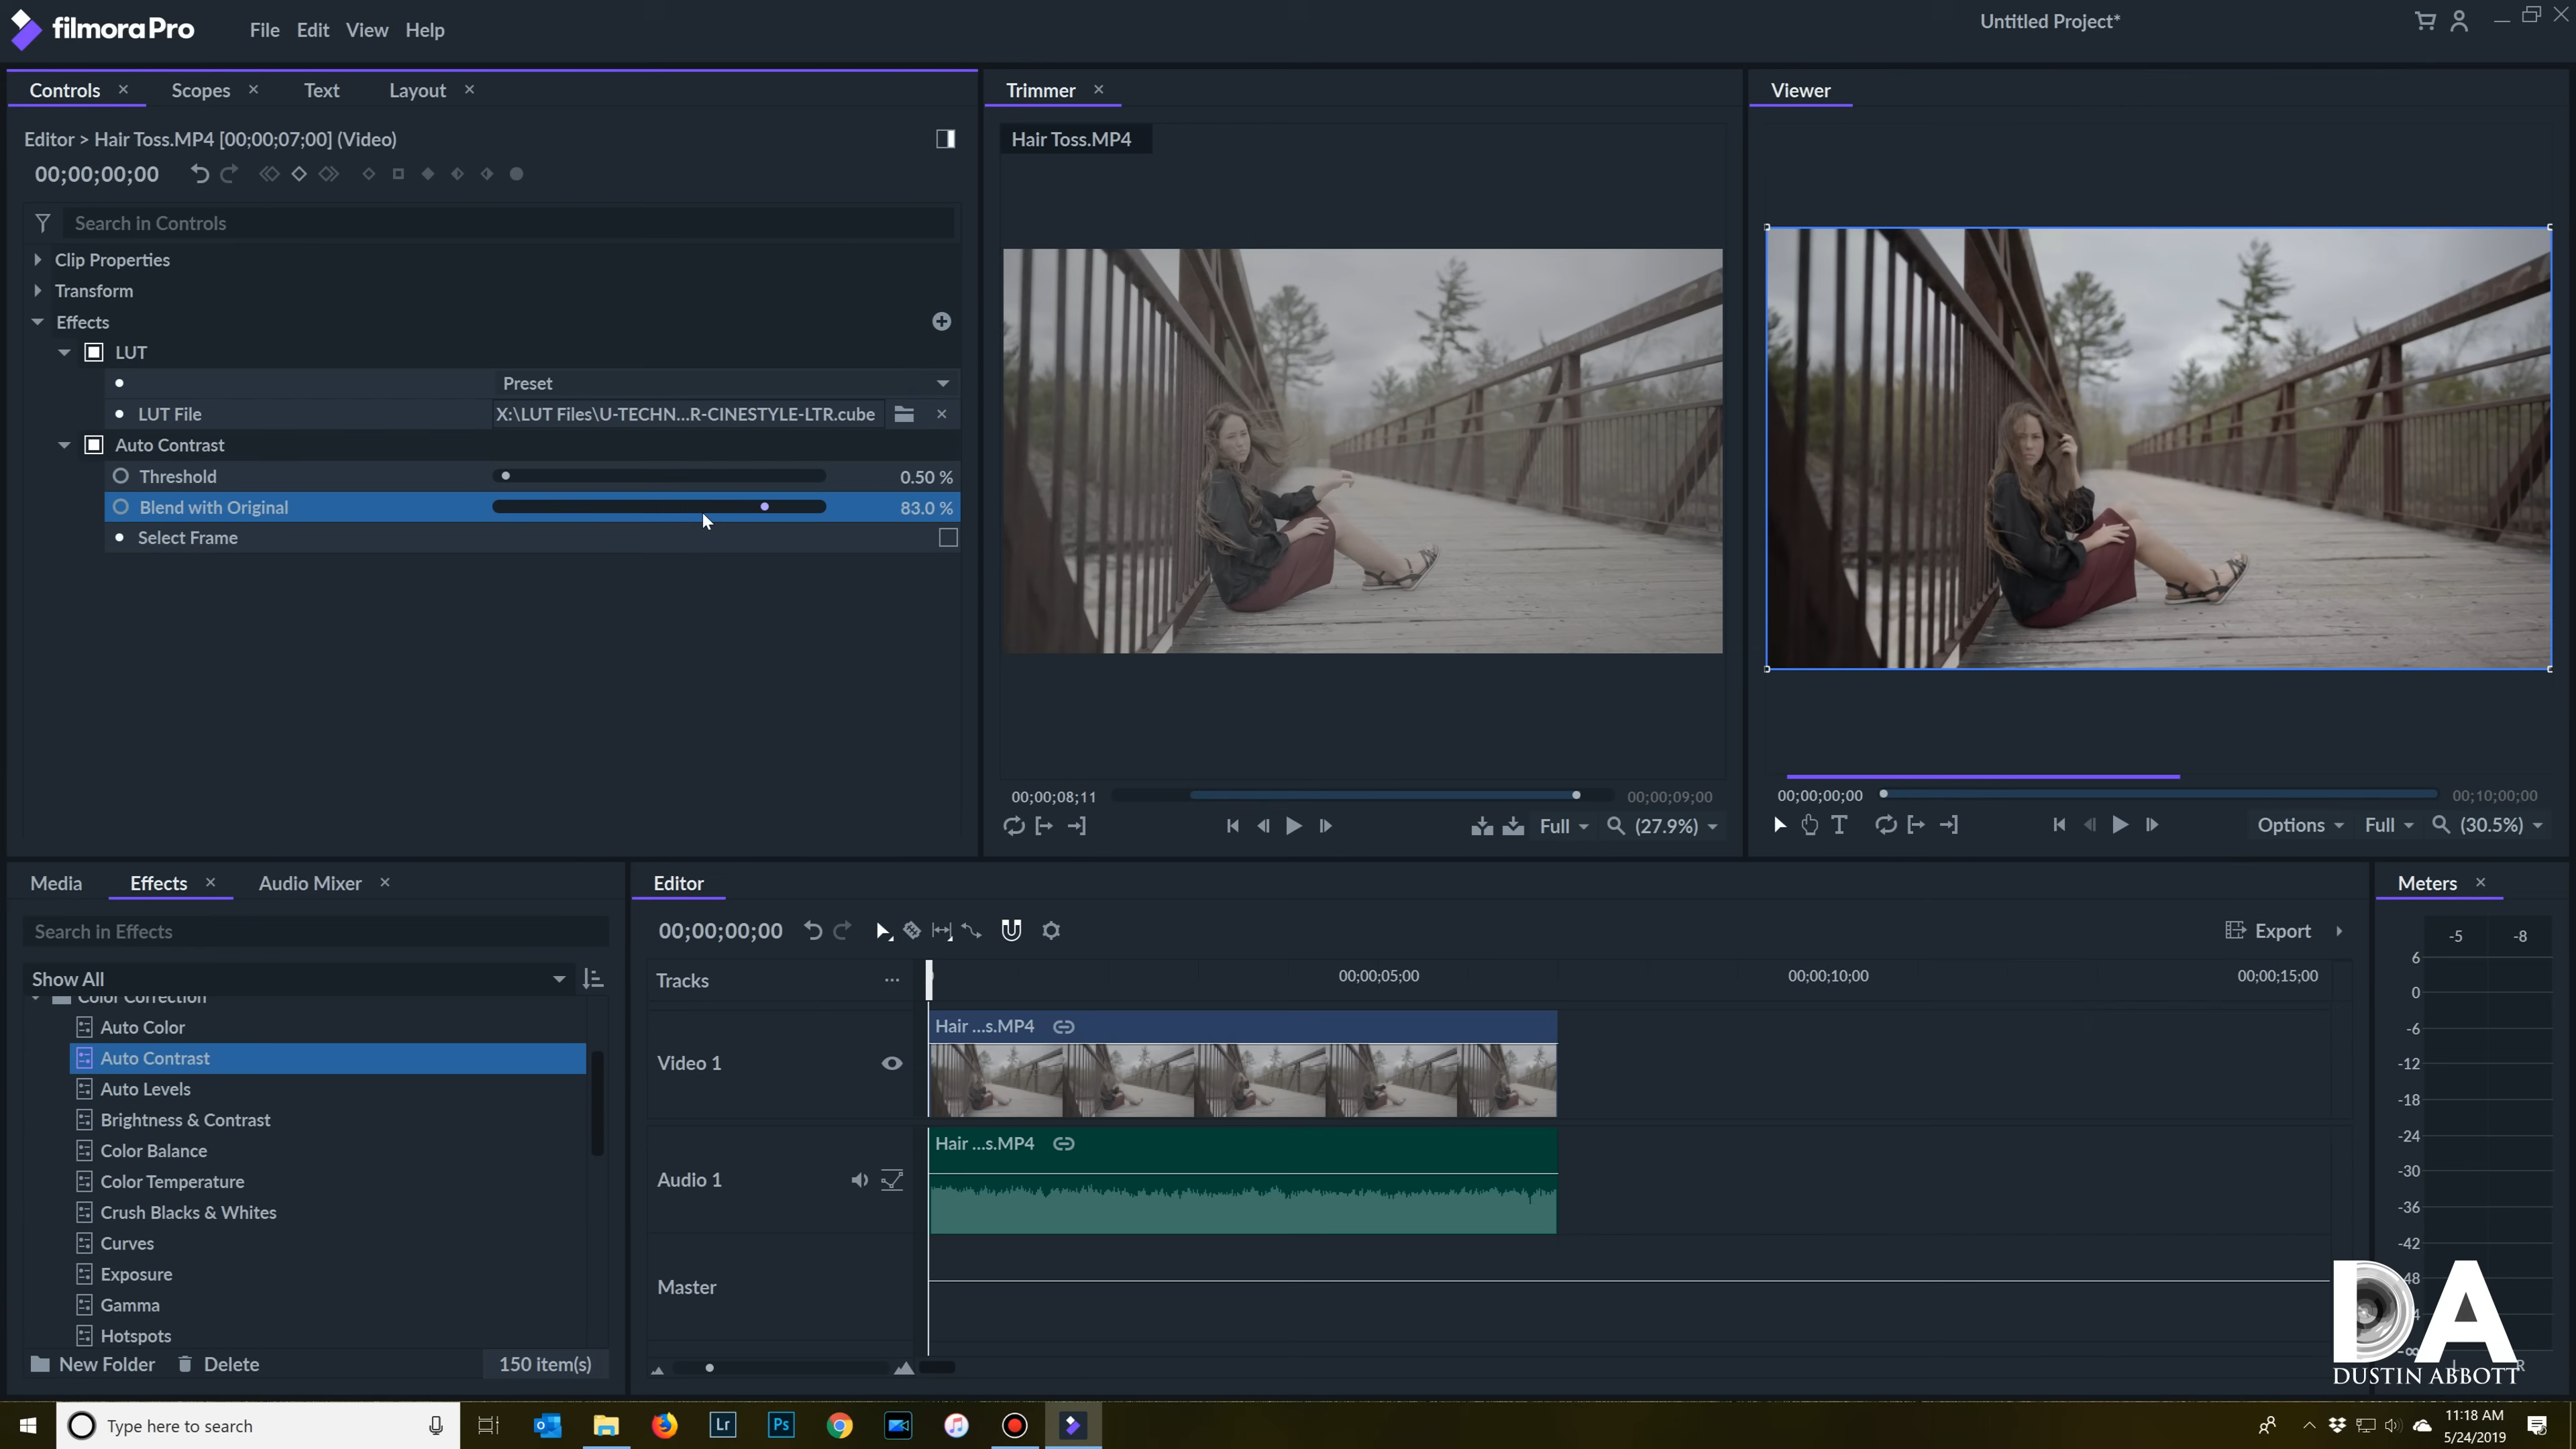 filmoraPro
File Edit View Help
Untitled Project*
Controls × Scopes × Text Layout ×
Trimmer ×
Viewer
Editor > Hair Toss.MP4 [00;00;07;00] (Video)
Hair Toss.MP4
00;00;00;00
Search in Controls
Clip Properties
Transform
Effects
LUT
Preset
LUT File X:\LUT Files\U-TECHN...R-CINESTYLE-LTR.cube ×
Auto Contrast
Threshold 0.50 %
Blend with Original 83.0 %
Select Frame
00;00;08;11 00;00;09;00
Full (27.9%)
00;00;00;00 00;10;00;00
Options Full (30.5%)
Media Effects × Audio Mixer ×
Editor
Meters ×
Search in Effects
00;00;00;00
Export
-5 -8
Show All
Color Correction
Auto Color
Auto Contrast
Auto Levels
Brightness & Contrast
Color Balance
Color Temperature
Crush Blacks & Whites
Curves
Exposure
Gamma
Hotspots
New Folder Delete 150 item(s)
Tracks ... 00;00;05;00 00;00;10;00 00;00;15;00
Hair ...s.MP4
Video 1
Hair ...s.MP4
Audio 1
Master
6
0
-6
-12
-18
-24
-30
-36
-42
48
-∞
R
DA
DUSTIN ABBOTT
Type here to search
Lr
Ps
11:18 AM
5/24/2019